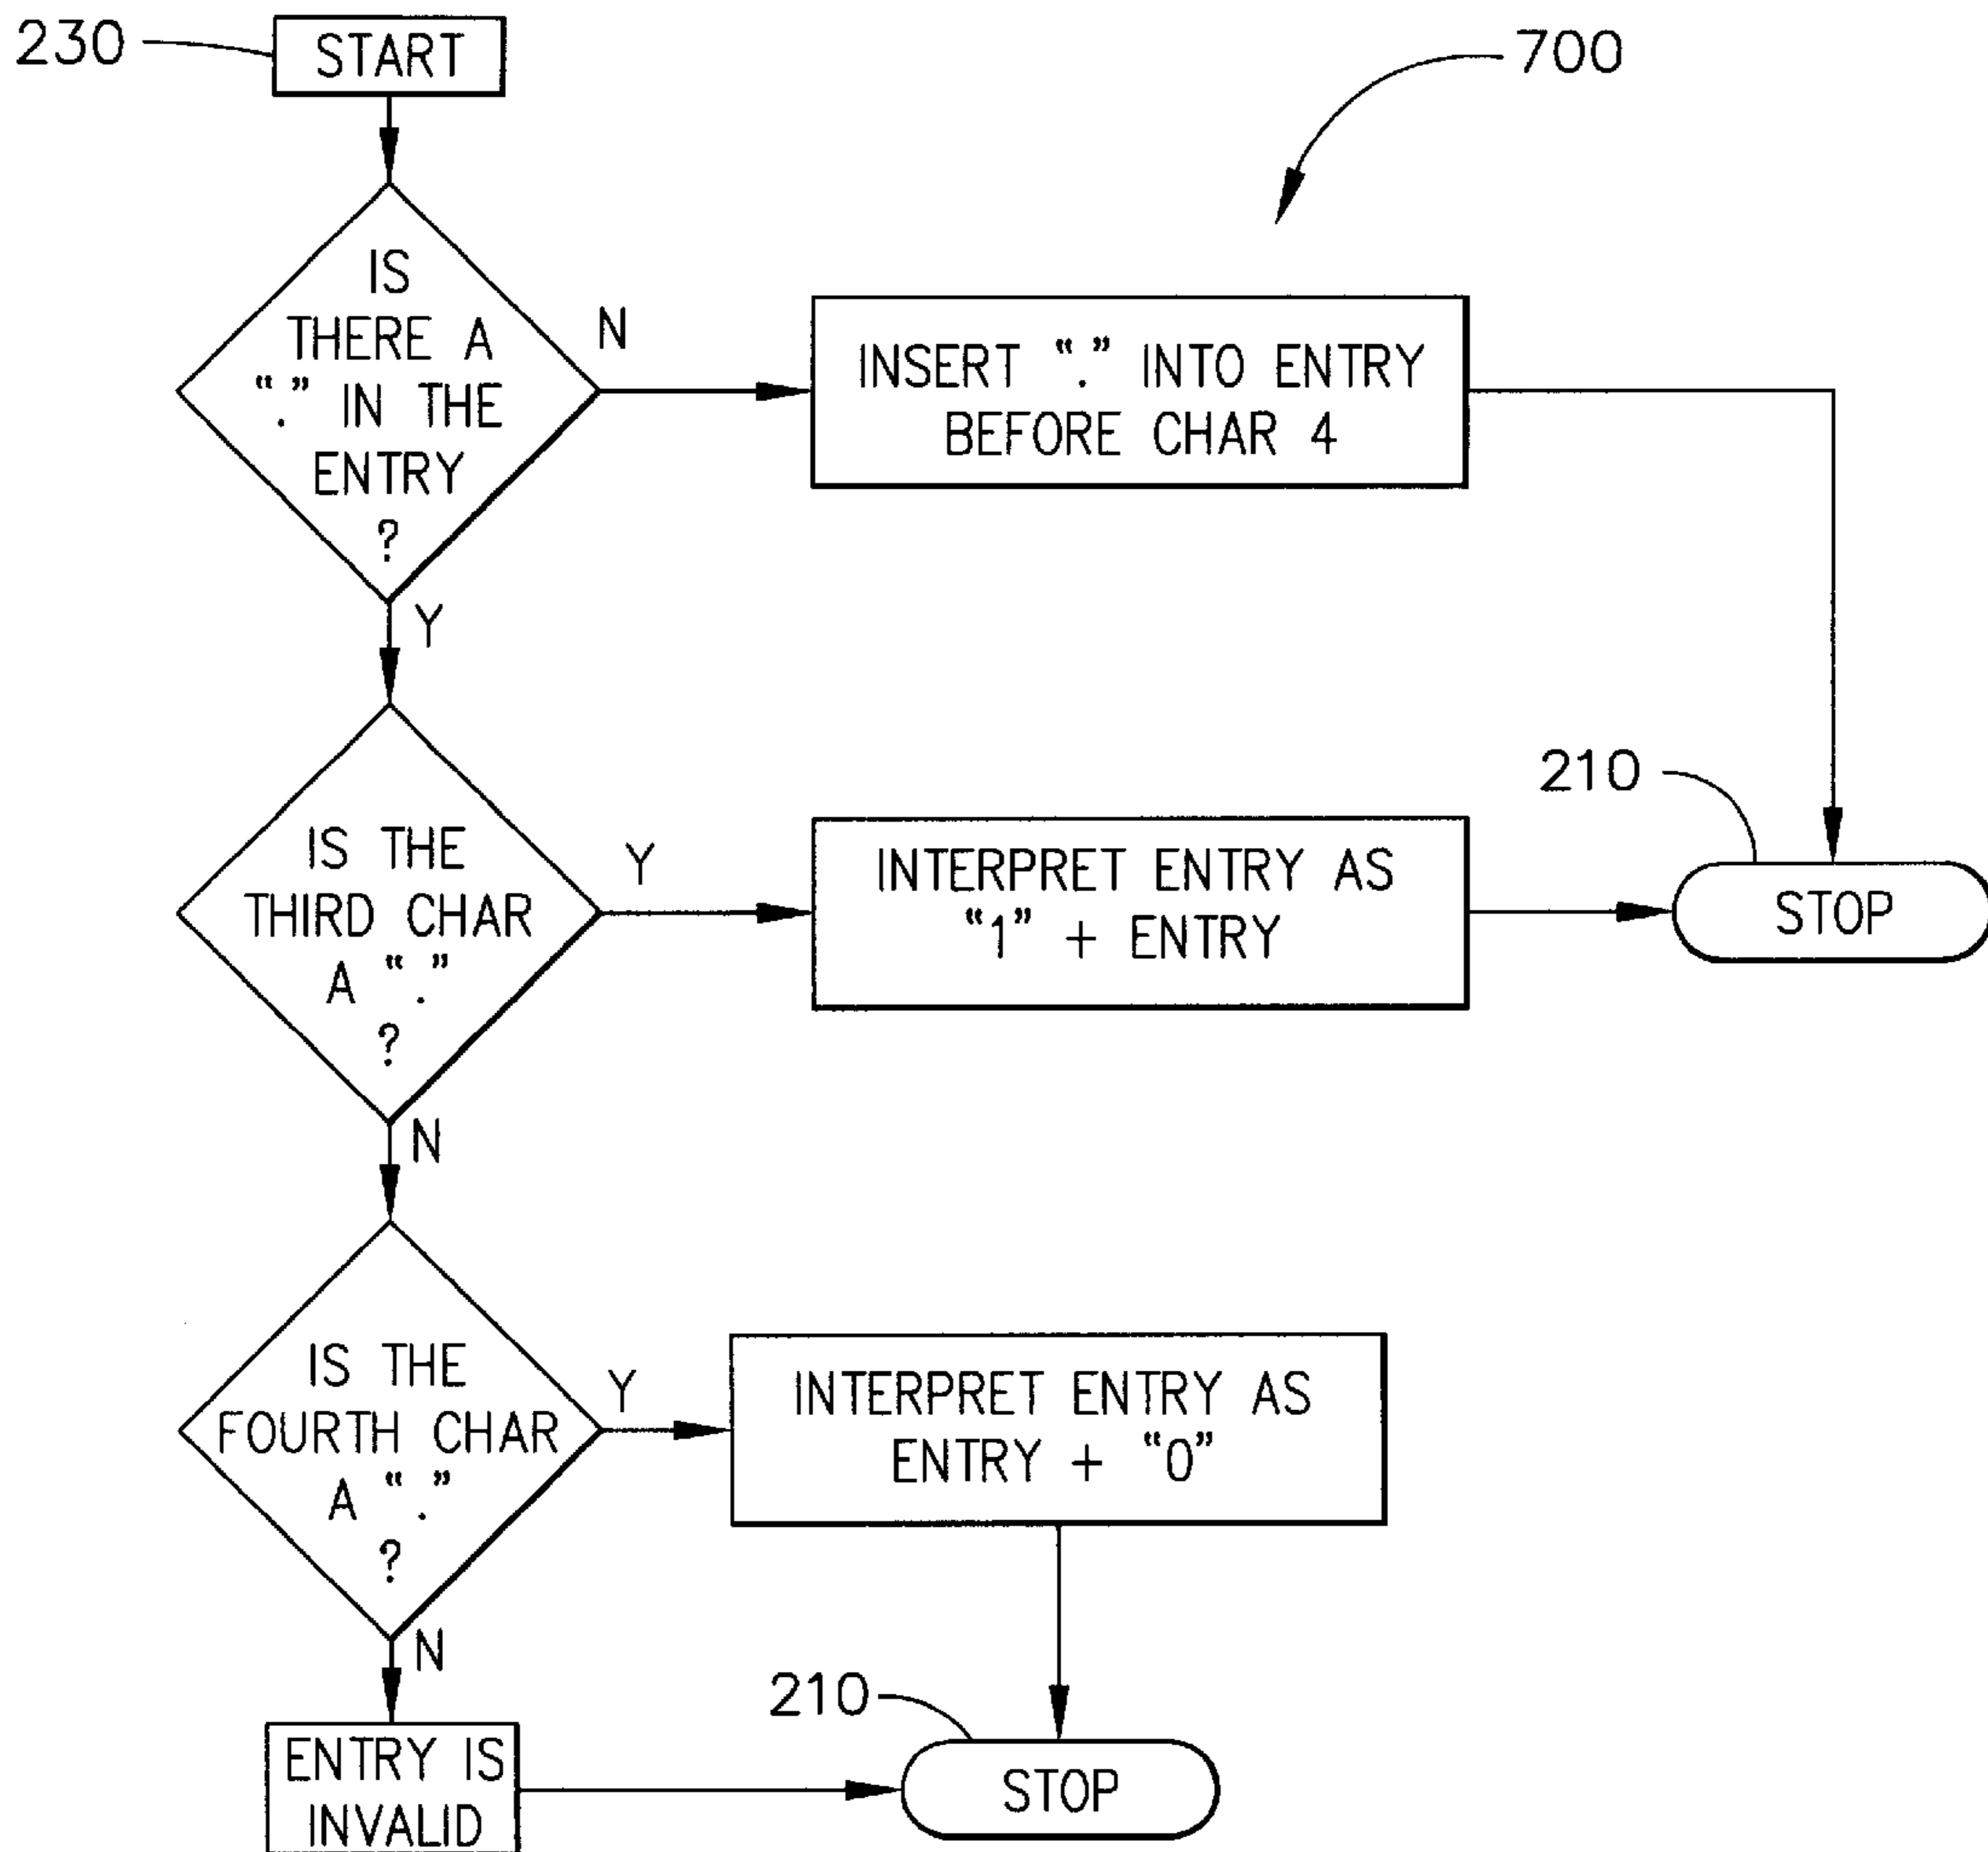 230
START
700
IS
THERE A
“.” IN THE
ENTRY
?
N
INSERT “.” INTO ENTRY
BEFORE CHAR 4
Y
IS THE
THIRD CHAR
A “.”
?
Y
INTERPRET ENTRY AS
“1” + ENTRY
210
STOP
N
IS THE
FOURTH CHAR
A “.”
?
Y
INTERPRET ENTRY AS
ENTRY + “0”
N
ENTRY IS
INVALID
210
STOP